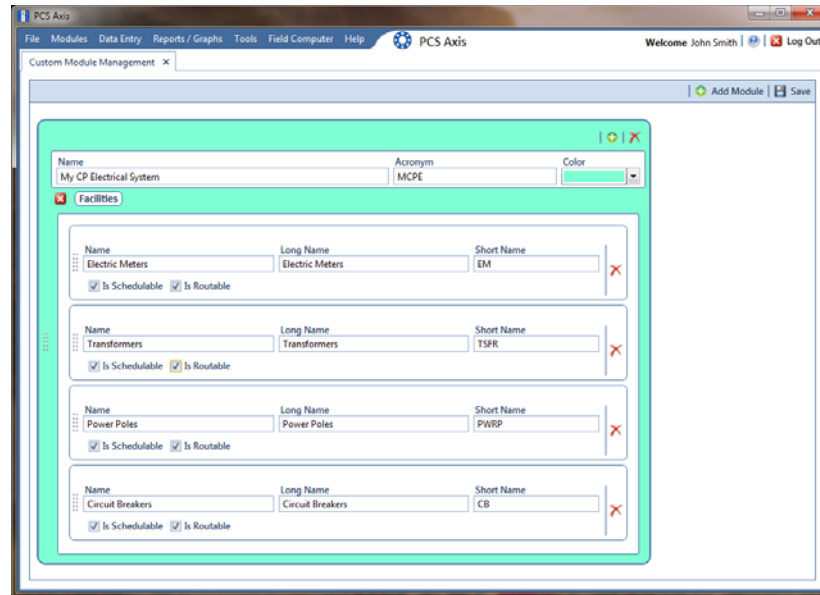 PCS Axis
File Modules Data Entry Reports / Graphs Tools Field Computer Help PCS Axis Welcome John Smith Log Out
Custom Module Management
Add Module Save
Name Acronym Color
My CP Electrical System MCPE
Facilities
Name Long Name Short Name
Electric Meters Electric Meters EM
Is Schedulable Is Routable
Name Long Name Short Name
Transformers Transformers TSFR
Is Schedulable Is Routable
Name Long Name Short Name
Power Poles Power Poles PWRP
Is Schedulable Is Routable
Name Long Name Short Name
Circuit Breakers Circuit Breakers CB
Is Schedulable Is Routable